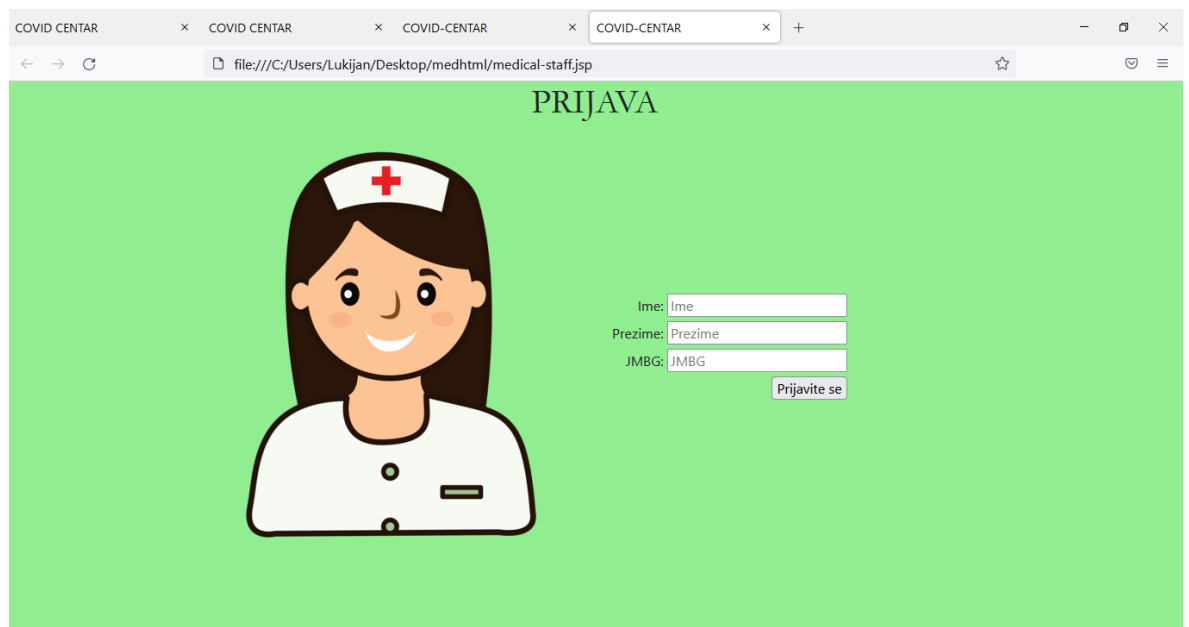 COVID CENTAR COVID CENTAR COVID-CENTAR COVID-CENTAR
file:///C:/Users/Lukijan/Desktop/medhtml/medical-staff.jsp
PRIJAVA
Ime: Ime
Prezime: Prezime
JMBG: JMBG
Prijavite se